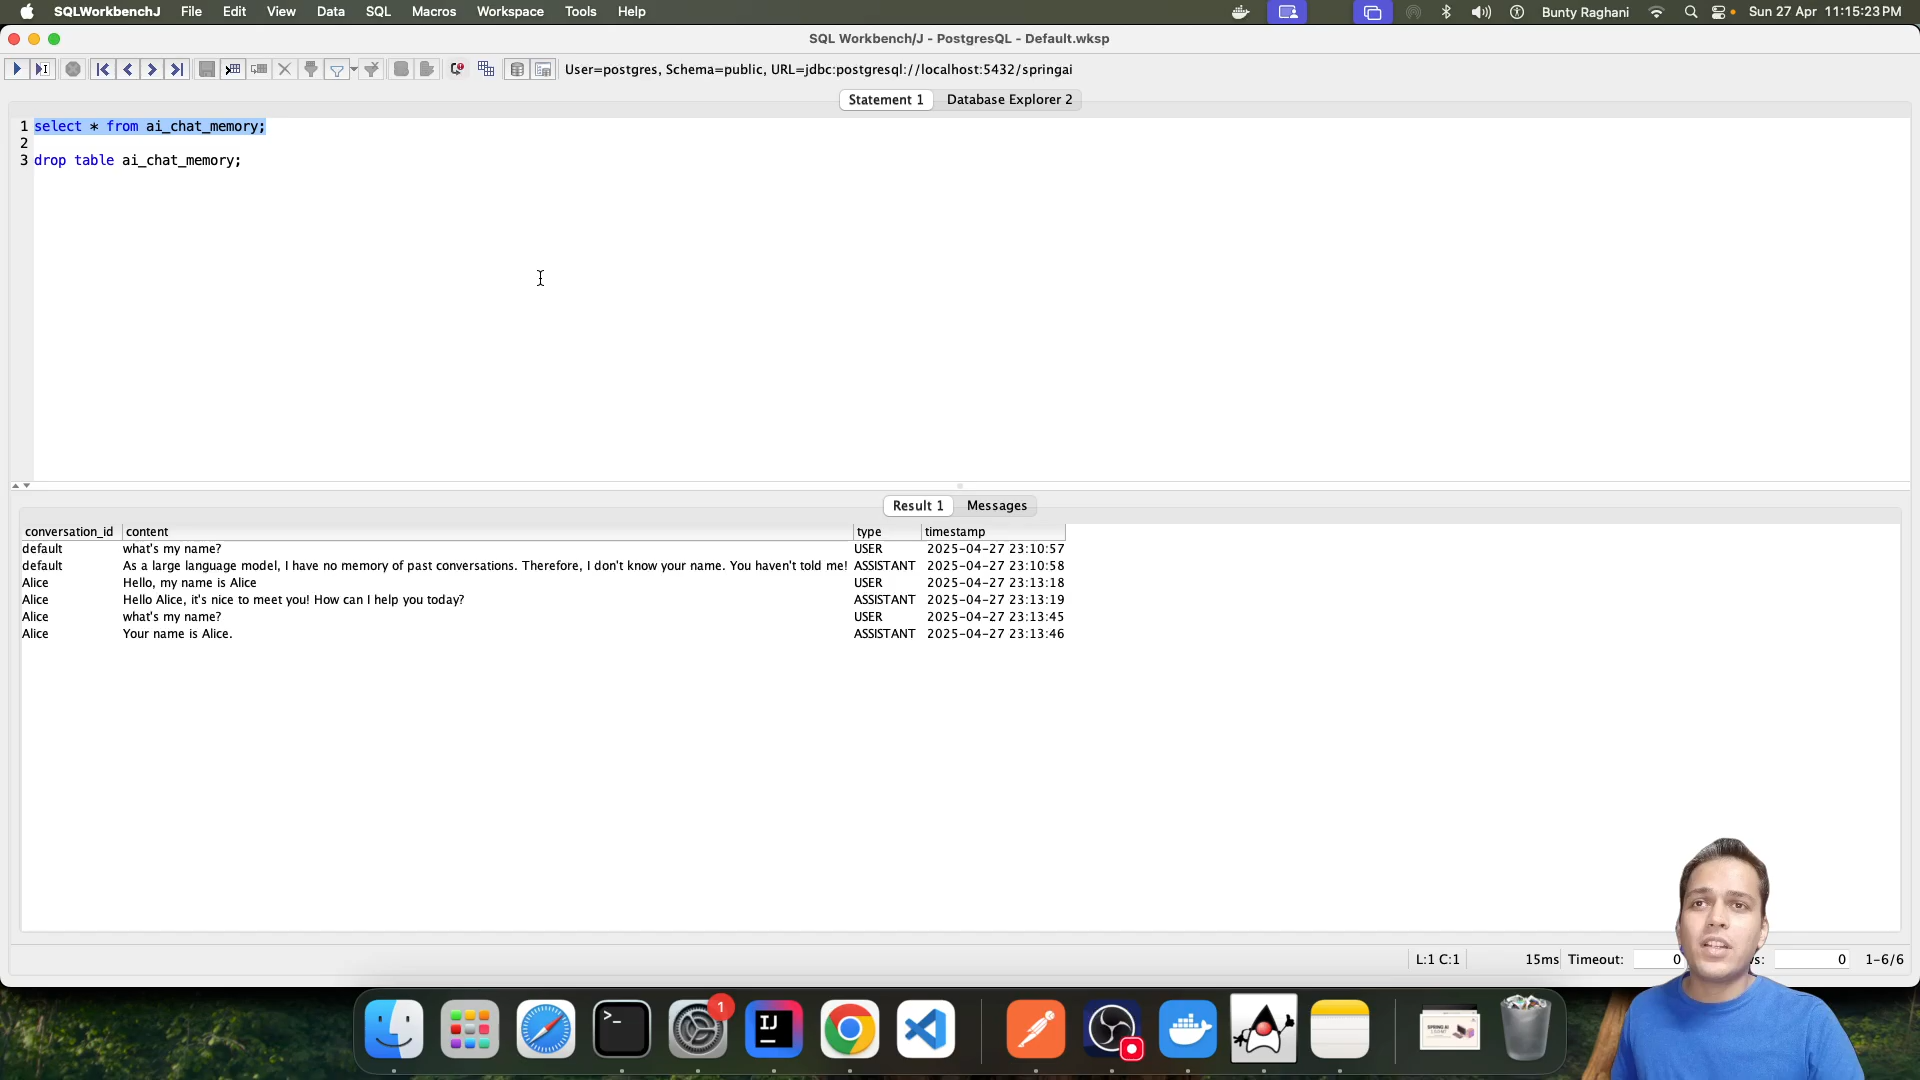 SQLWorkbenchJ File Edit View Data SQL Macros Workspace Tools Help Bunty Raghani Sun 27 Apr 11:15:23 PM
SQL Workbench/J - PostgresQL - Default.wksp
User=postgres, Schema=public, URL=jdbc:postgresql://localhost:5432/springai
Statement 1 Database Explorer 2
1 select * from ai_chat_memory;
2
3 drop table ai_chat_memory;
Result 1 Messages
conversation_id content type timestamp
default what's my name? USER 2025-04-27 23:10:57
default As a large language model, I have no memory of past conversations. Therefore, I don't know your name. You haven't told me! ASSISTANT 2025-04-27 23:10:58
Alice Hello, my name is Alice USER 2025-04-27 23:13:18
Alice Hello Alice, it's nice to meet you! How can I help you today? ASSISTANT 2025-04-27 23:13:19
Alice what's my name? USER 2025-04-27 23:13:45
Alice Your name is Alice. ASSISTANT 2025-04-27 23:13:46
L:1 C:1 15ms Timeout: 0 0 1-6/6
1
IJ
SPRING AI